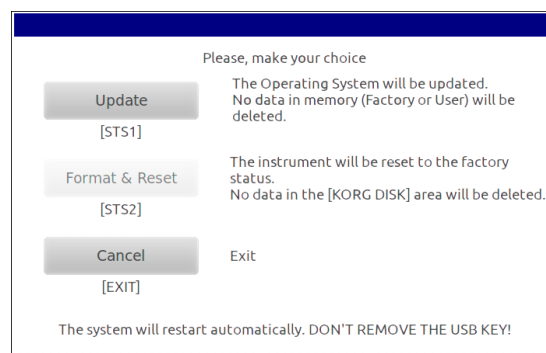 Please, make your choice
Update
[STS1]
The Operating System will be updated.
No data in memory (Factory or User) will be
deleted.
Format & Reset
[STS2]
The instrument will be reset to the factory
status.
No data in the [KORG DISK] area will be deleted.
Cancel
[EXIT]
Exit
The system will restart automatically. DON'T REMOVE THE USB KEY!